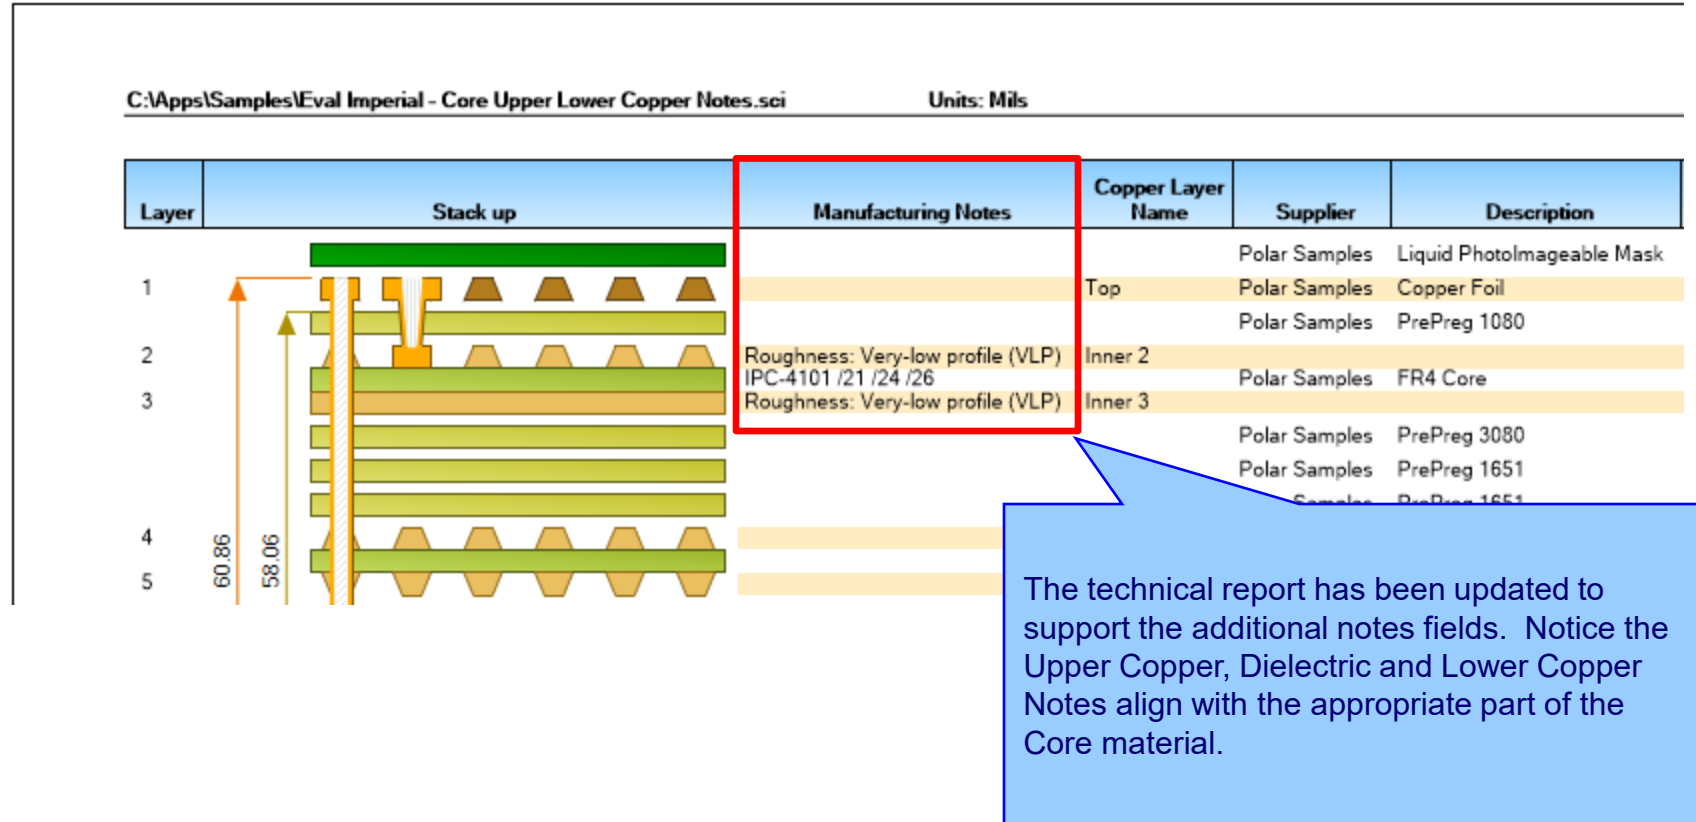 C:\Apps\Samples\Eval Imperial - Core Upper Lower Copper Notes.sci Units: Mils
Layer Stack up Manufacturing Notes Copper Layer Name Supplier Description
Polar Samples Liquid PhotoImageable Mask
1 Top Polar Samples Copper Foil
Polar Samples PrePreg 1080
2 Roughness: Very-low profile (VLP) Inner 2
IPC-4101 /21 /24 /26 Polar Samples FR4 Core
3 Roughness: Very-low profile (VLP) Inner 3
Polar Samples PrePreg 3080
Polar Samples PrePreg 1651
Samples PrePreg 1651
4
5
60.86
58.06
The technical report has been updated to
support the additional notes fields.  Notice the
Upper Copper, Dielectric and Lower Copper
Notes align with the appropriate part of the
Core material.